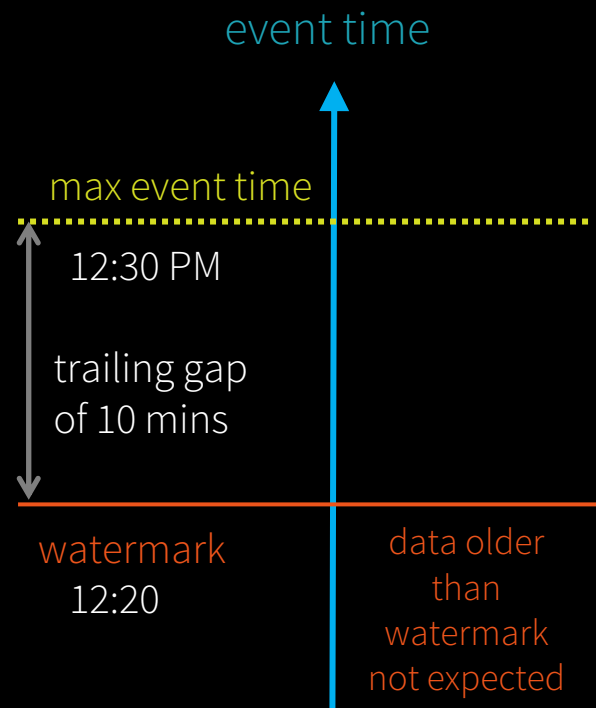 event time
max event time
12:30 PM
trailing gap
of 10 mins
watermark
12:20
data older
than
watermark
not expected